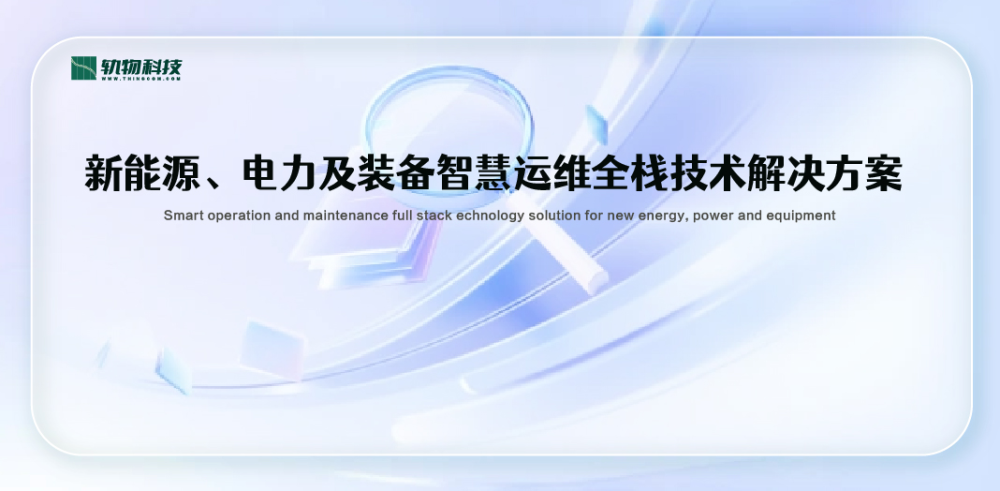 轨物科技
WWW.THINGCOM.COM
新能源、电力及装备智慧运维全栈技术解决方案
Smart operation and maintenance full stack echnology solution for new energy, power and equipment